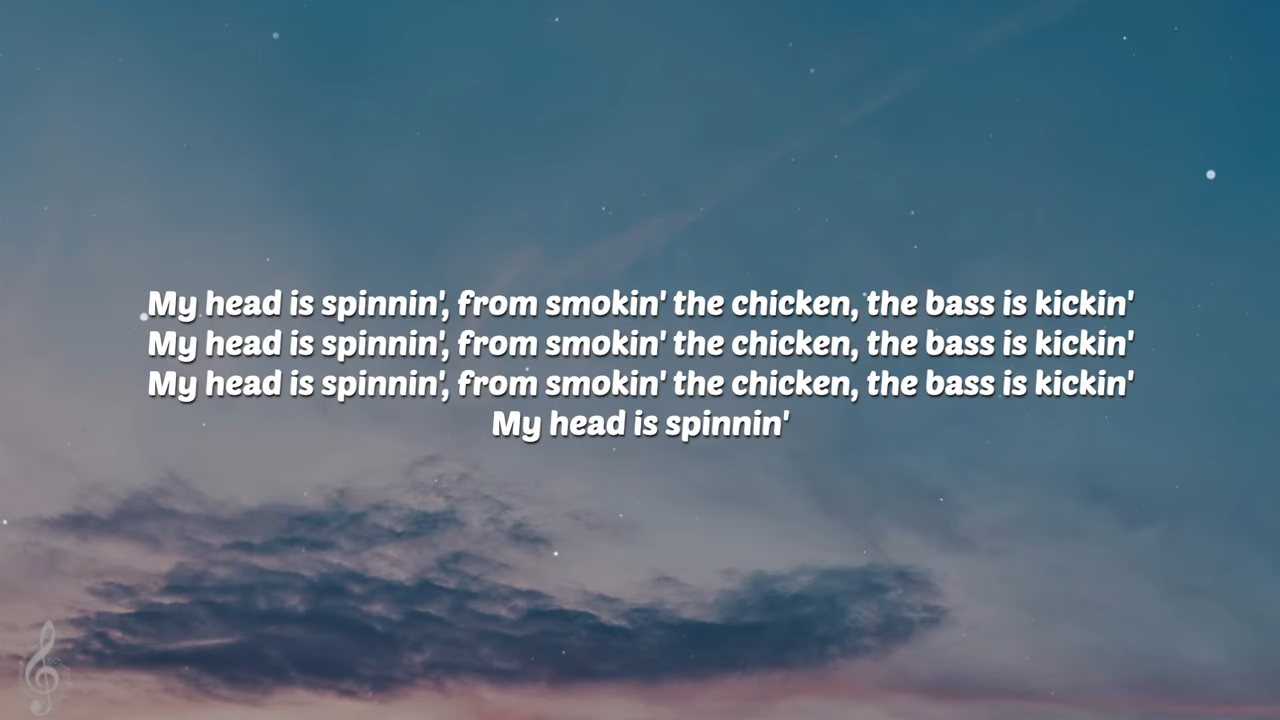 My head is spinnin', from smokin' the chicken, the bass is kickin'
My head is spinnin', from smokin' the chicken, the bass is kickin'
My head is spinnin', from smokin' the chicken, the bass is kickin'
My head is spinnin'